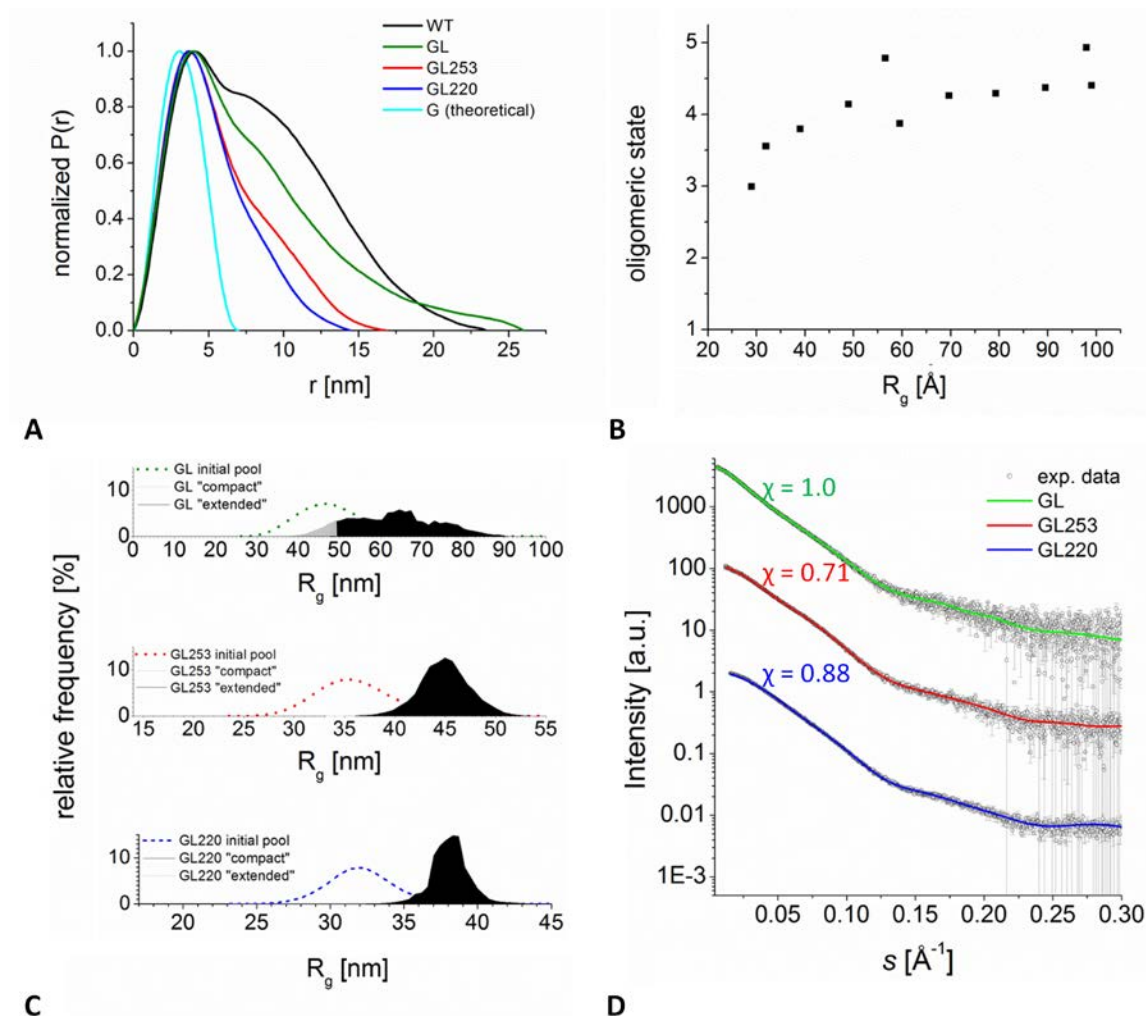 WT
GL
GL253
GL220
G (theoretical)
normalized P(r)
1.0
0.8
0.6
0.4
0.2
0.0
0 5 10 15 20 25
r [nm]
A
oligomeric state
5
4
3
2
1
20 30 40 50 60 70 80 90 100
Rg [Å]
B
relative frequency [%]
GL initial pool
GL "compact"
GL "extended"
10
0
0 10 20 30 40 50 60 70 80 90 100
Rg [nm]
GL253 initial pool
GL253 "compact"
GL253 "extended"
10
0
15 20 25 30 35 40 45 50 55
Rg [nm]
GL220 initial pool
GL220 "compact"
GL220 "extended"
10
0
20 25 30 35 40 45
Rg [nm]
C
Intensity [a.u.]
1000
100
10
1
0.1
0.01
1E-3
χ = 1.0
χ = 0.71
χ = 0.88
exp. data
GL
GL253
GL220
0.05 0.10 0.15 0.20 0.25 0.30
s [Å⁻¹]
D